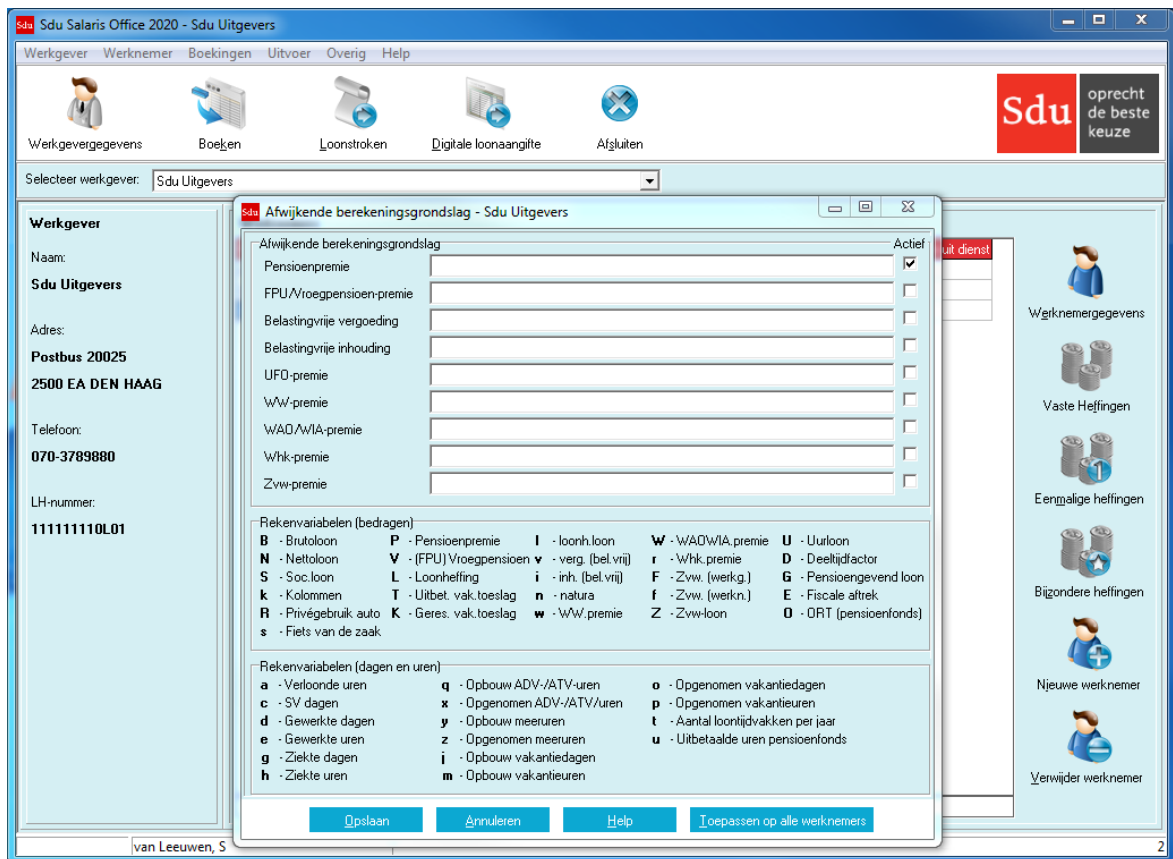 Sdu Sdu Salaris Office 2020 - Sdu Uitgevers
Werkgever Werknemer Boekingen Uitvoer Overig Help
Werkgevergegevens Boeken Loonstroken Digitale loonaangifte Afsluiten
Sdu oprecht
de beste
keuze
Selecteer werkgever: Sdu Uitgevers
Werkgever
Naam:
Sdu Uitgevers
Adres:
Postbus 20025
2500 EA DEN HAAG
Telefoon:
070-3789880
LH-nummer:
111111110L01
Sdu Afwijkende berekeningsgrondslag - Sdu Uitgevers
Afwijkende berekeningsgrondslag Actief
Pensioenpremie
FPU/Vroegpensioen-premie
Belastingvrije vergoeding
Belastingvrije inhouding
UFO-premie
WW-premie
WAO/WIA-premie
Whk-premie
Zvw-premie
Rekenvariabelen (bedragen)
B - Brutoloon P - Pensioenpremie l - loonh.loon W - WAOWIA.premie U - Uurloon
N - Nettoloon V - (FPU) Vroegpensioen v - verg. (bel.vrij) r - Whk.premie D - Deeltijdfactor
S - Soc.loon L - Loonheffing i - inh. (bel.vrij) F - Zvw. (werkg.) G - Pensioengevend loon
k - Kolommen T - Uitbet. vak.toeslag n - natura f - Zvw. (werkn.) E - Fiscale aftrek
R - Privégebruik auto K - Geres. vak.toeslag w - WW.premie Z - Zvw-loon O - ORT (pensioenfonds)
s - Fiets van de zaak
Rekenvariabelen (dagen en uren)
a - Verloonde uren q - Opbouw ADV-/ATV-uren o - Opgenomen vakantiedagen
c - SV dagen x - Opgenomen ADV-/ATV/uren p - Opgenomen vakantieuren
d - Gewerkte dagen y - Opbouw meeruren t - Aantal loontijdvakken per jaar
e - Gewerkte uren z - Opgenomen meeruren u - Uitbetaalde uren pensioenfonds
g - Ziekte dagen j - Opbouw vakantiedagen
h - Ziekte uren m - Opbouw vakantieuren
Opslaan Annuleren Help Toepassen op alle werknemers
uit dienst
Werknemergegevens
Vaste Heffingen
1
Eenmalige heffingen
Bijzondere heffingen
Nieuwe werknemer
Verwijder werknemer
van Leeuwen, S 2